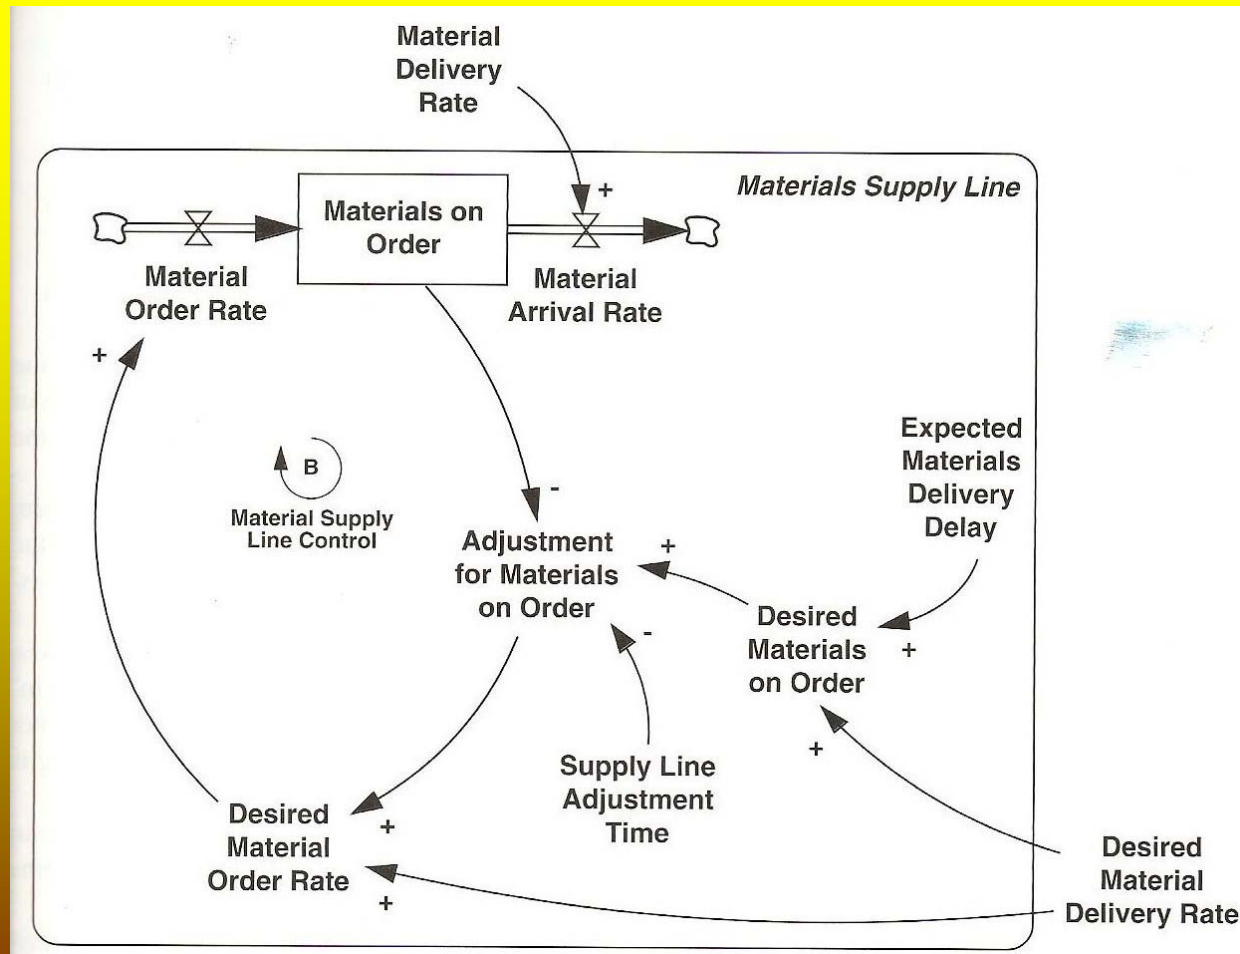 Material
Delivery
Rate
Materials Supply Line
+
Materials on
Order
Material
Order Rate
Material
Arrival Rate
+
B
Material Supply
Line Control
-
Expected
Materials
Delivery
Delay
Adjustment
for Materials
on Order
+
Desired
Materials
on Order
+
-
+
Supply Line
Adjustment
Time
Desired
Material
Order Rate
+
+
Desired
Material
Delivery Rate